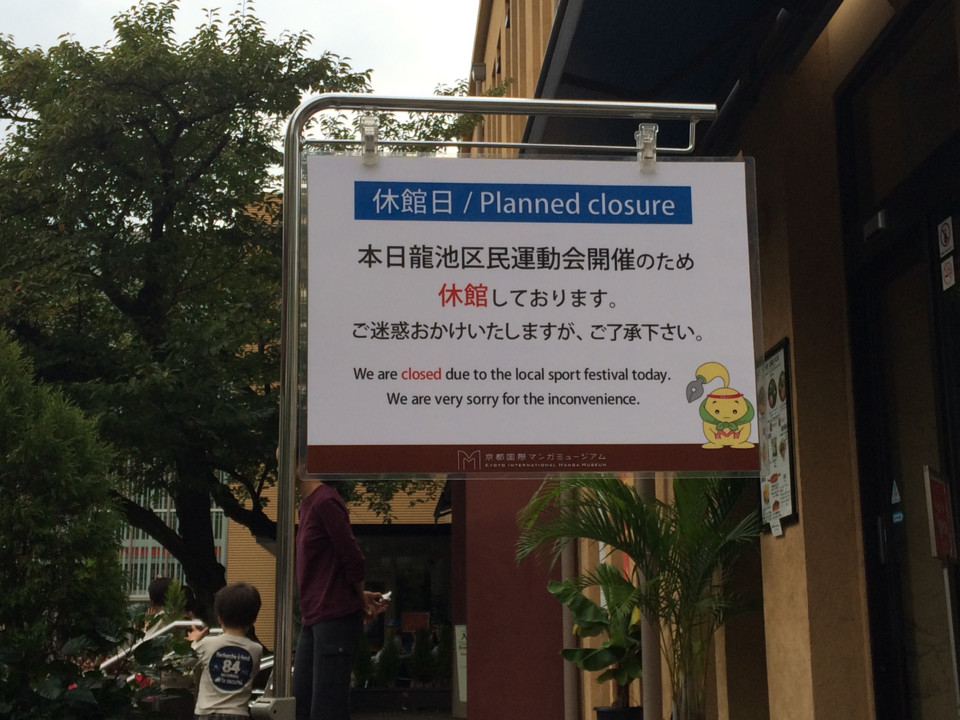 休館日 / Planned closure
本日龍池区民運動会開催のため
休館しております。
ご迷惑おかけいたしますが、ご了承下さい。
We are closed due to the local sport festival today.
We are very sorry for the inconvenience.
京都国際マンガミュージアム
KYOTO INTERNATIONAL MANGA MUSEUM
84